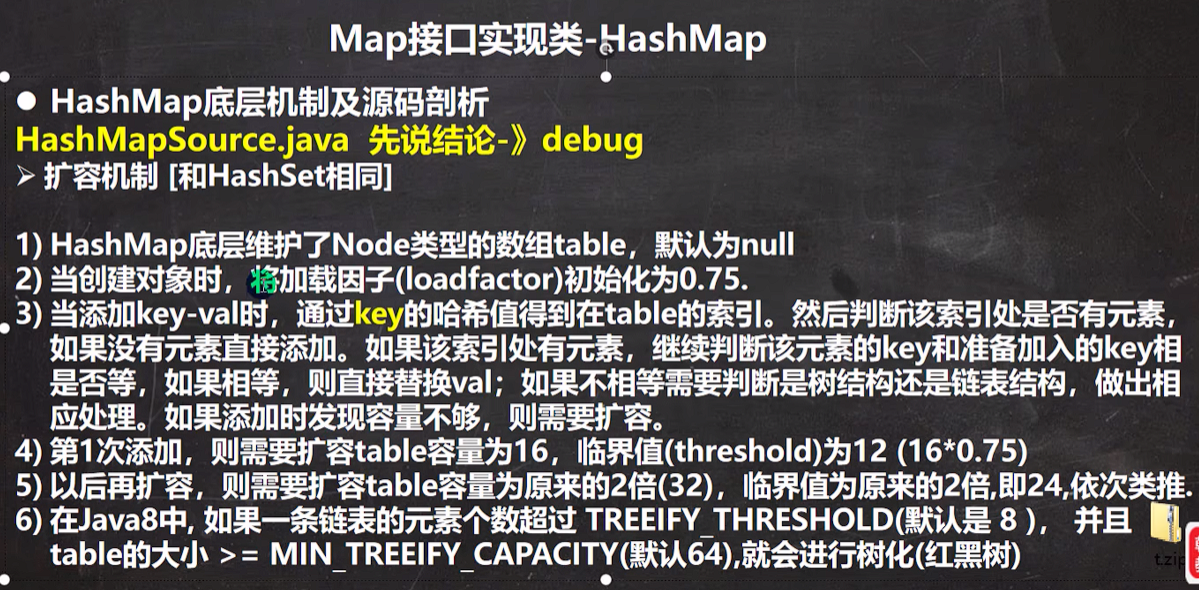 Map接口实现类-HashMap
● HashMap底层机制及源码剖析
HashMapSource.java 先说结论-》debug
➢ 扩容机制 [和HashSet相同]
1) HashMap底层维护了Node类型的数组table，默认为null
2) 当创建对象时，将加载因子(loadfactor)初始化为0.75.
3) 当添加key-val时，通过key的哈希值得到在table的索引。然后判断该索引处是否有元素，
如果没有元素直接添加。如果该索引处有元素，继续判断该元素的key和准备加入的key相
是否等，如果相等，则直接替换val；如果不相等需要判断是树结构还是链表结构，做出相
应处理。如果添加时发现容量不够，则需要扩容。
4) 第1次添加，则需要扩容table容量为16，临界值(threshold)为12 (16*0.75)
5) 以后再扩容，则需要扩容table容量为原来的2倍(32)，临界值为原来的2倍,即24,依次类推.
6) 在Java8中, 如果一条链表的元素个数超过 TREEIFY_THRESHOLD(默认是 8 )， 并且
table的大小 >= MIN_TREEIFY_CAPACITY(默认64),就会进行树化(红黑树)
t.zip